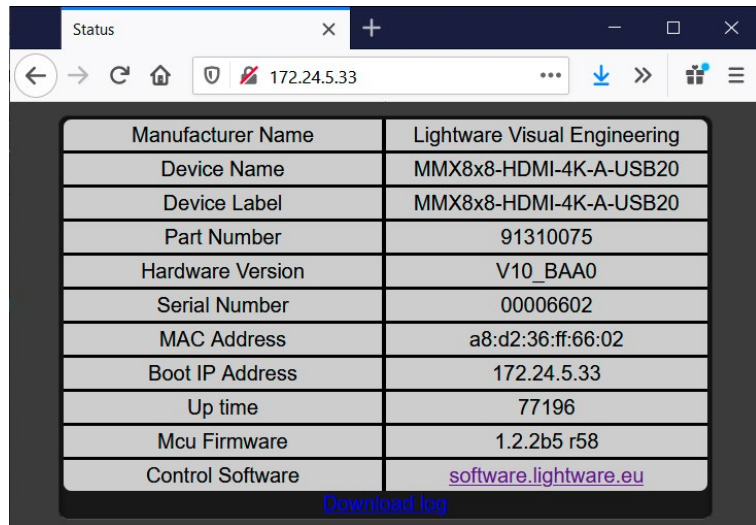 Status
172.24.5.33
Manufacturer Name Lightware Visual Engineering
Device Name MMX8x8-HDMI-4K-A-USB20
Device Label MMX8x8-HDMI-4K-A-USB20
Part Number 91310075
Hardware Version V10_BAA0
Serial Number 00006602
MAC Address a8:d2:36:ff:66:02
Boot IP Address 172.24.5.33
Up time 77196
Mcu Firmware 1.2.2b5 r58
Control Software software.lightware.eu
Download log